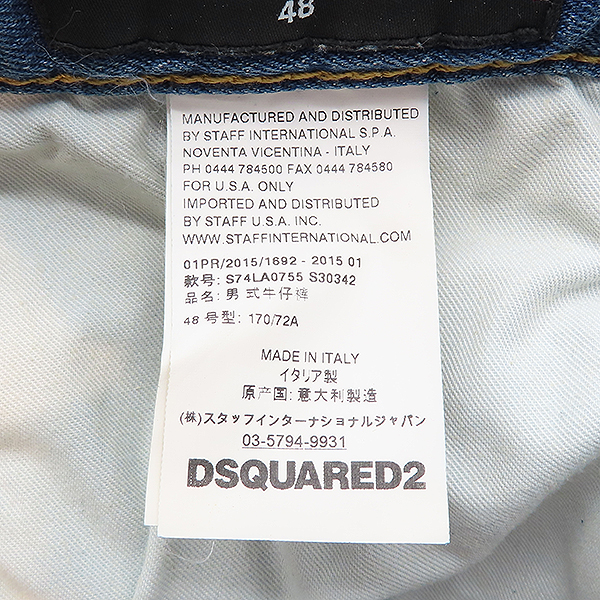 48
MANUFACTURED AND DISTRIBUTED
BY STAFF INTERNATIONAL S.P.A.
NOVENTA VICENTINA - ITALY
PH 0444 784500 FAX 0444 784580
FOR U.S.A. ONLY
IMPORTED AND DISTRIBUTED
BY STAFF U.S.A. INC.
WWW.STAFFINTERNATIONAL.COM
01PR/2015/1692 - 2015 01
款号: S74LA0755 S30342
品名: 男式牛仔裤
48 号型: 170/72A
MADE IN ITALY
イタリア製
原产国: 意大利製造
(株)スタッフインターナショナルジャパン
03-5794-9931
DSQUARED2